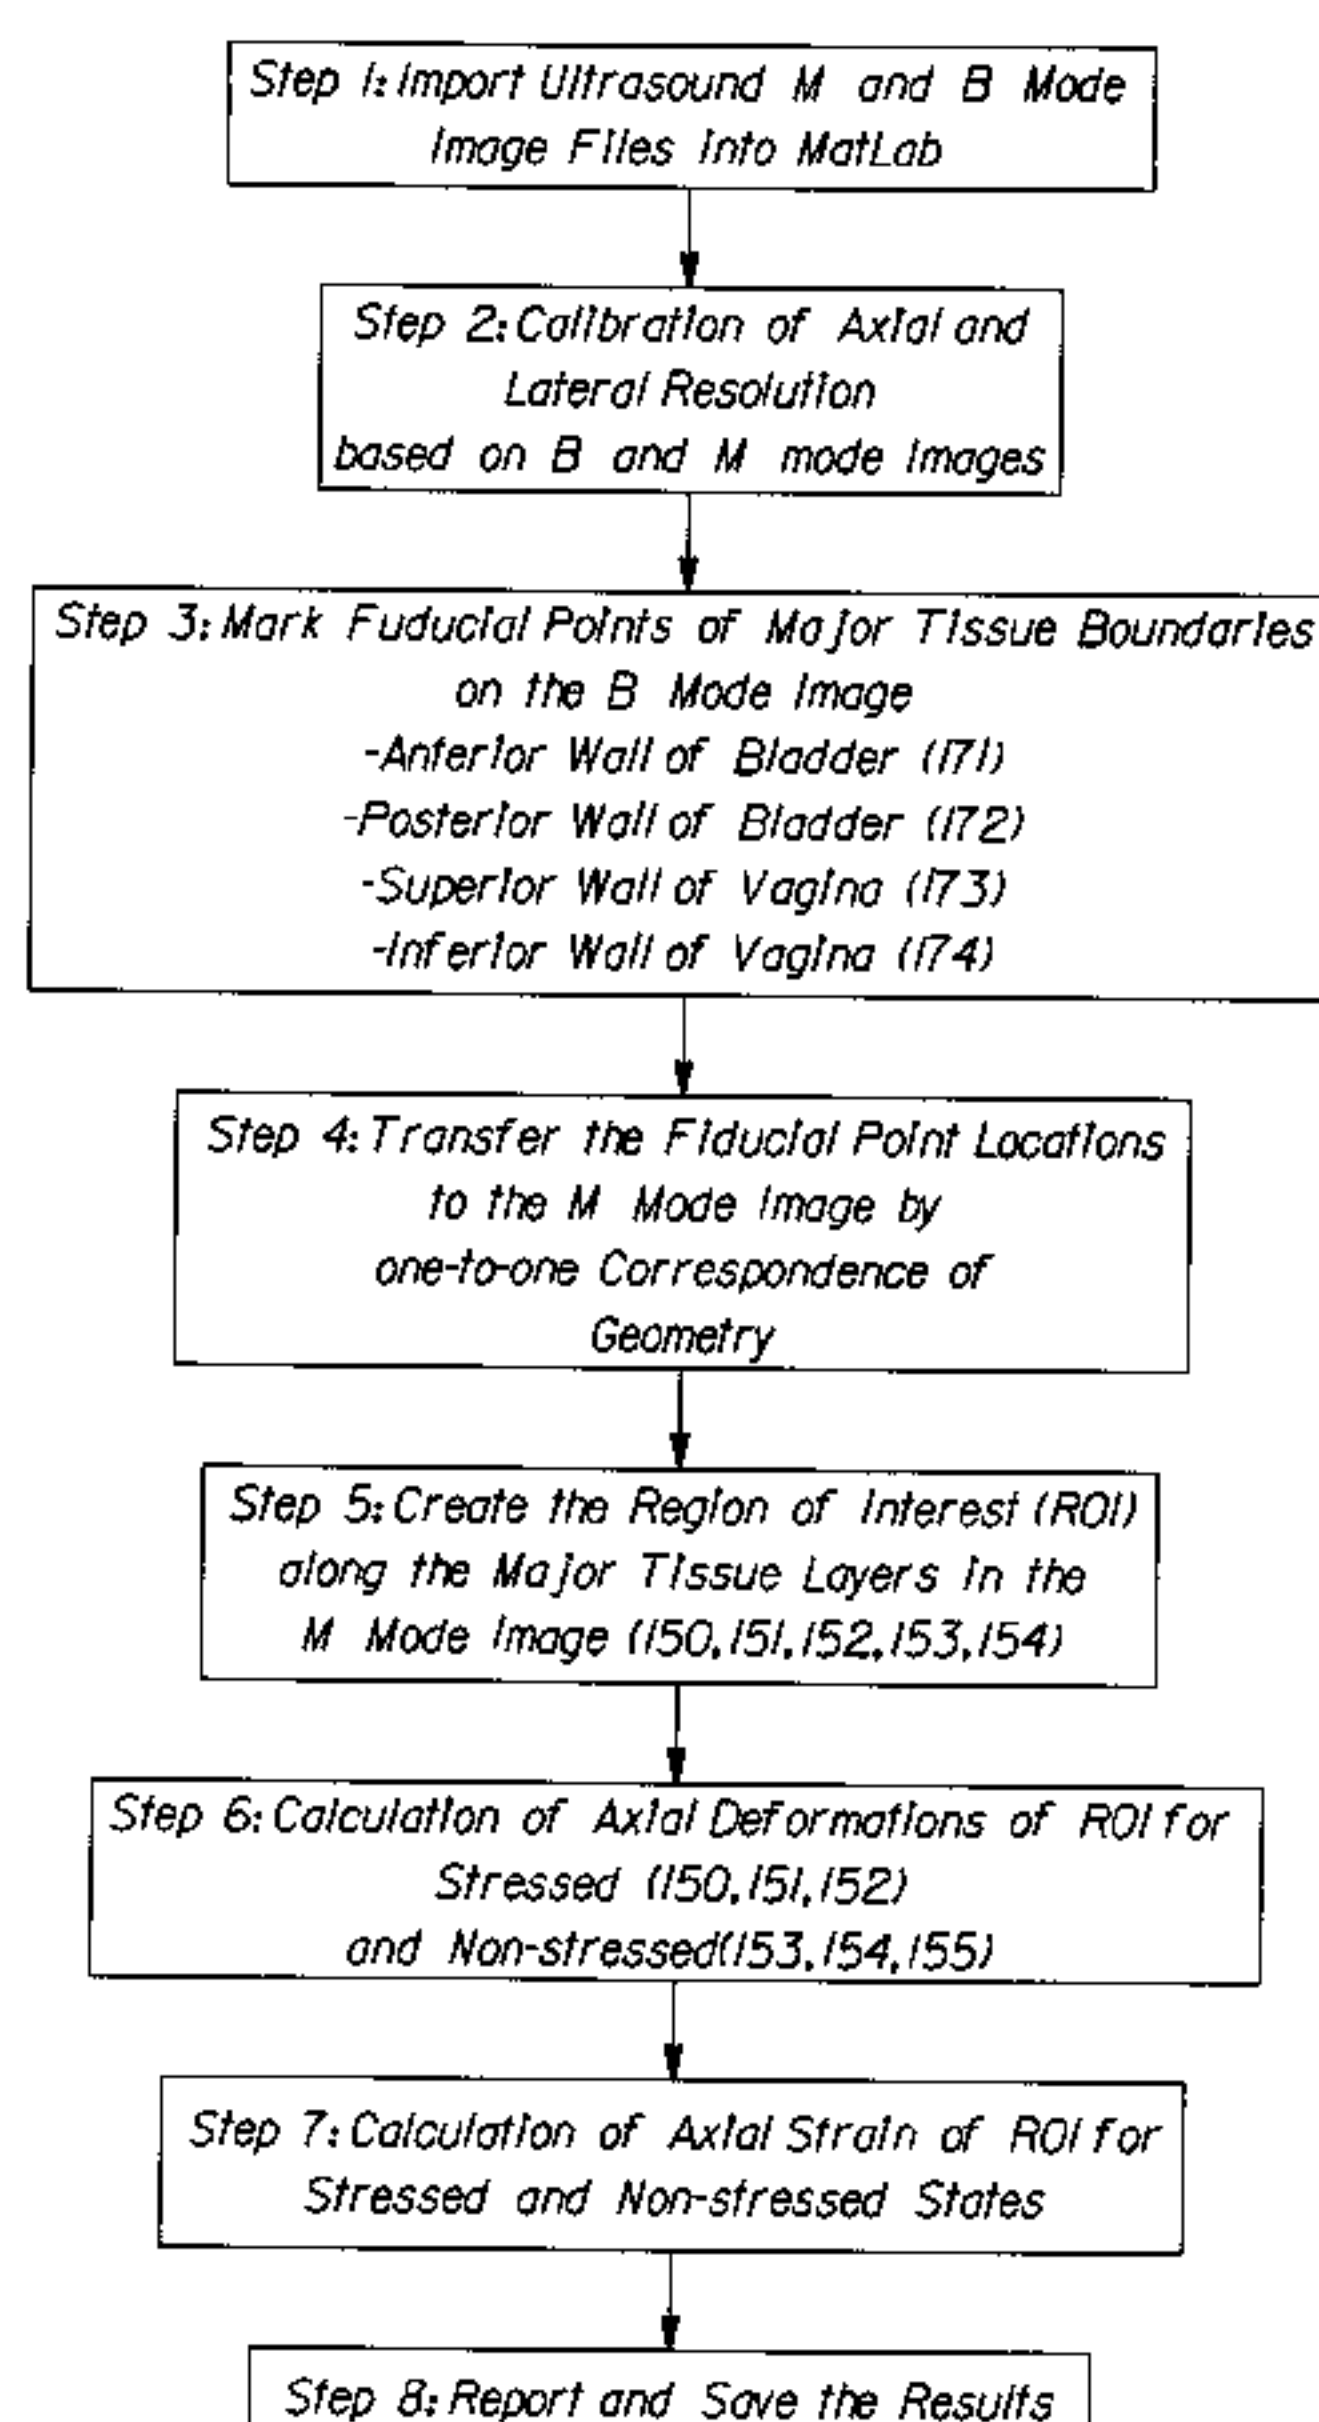 Step 1: Import Ultrasound M and B Mode
Image Files into MatLab
Step 2: Calibration of Axial and
Lateral Resolution
based on B and M mode Images
Step 3: Mark Fuducial Points of Major Tissue Boundaries
on the B Mode Image
-Anterior Wall of Bladder (171)
-Posterior Wall of Bladder (172)
-Superior Wall of Vagina (173)
-Inferior Wall of Vagina (174)
Step 4: Transfer the Fiducial Point Locations
to the M Mode Image by
one-to-one Correspondence of
Geometry
Step 5: Create the Region of Interest (ROI)
along the Major Tissue Layers in the
M Mode Image (150,151,152,153,154)
Step 6: Calculation of Axial Deformations of ROI for
Stressed (150,151,152)
and Non-stressed(153,154,155)
Step 7: Calculation of Axial Strain of ROI for
Stressed and Non-stressed States
Step 8: Report and Save the Results